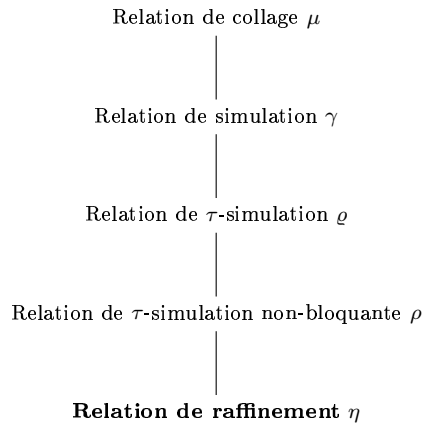 Relation de collage μ
Relation de simulation γ
Relation de τ-simulation ϱ
Relation de τ-simulation non-bloquante ρ
Relation de raffinement η